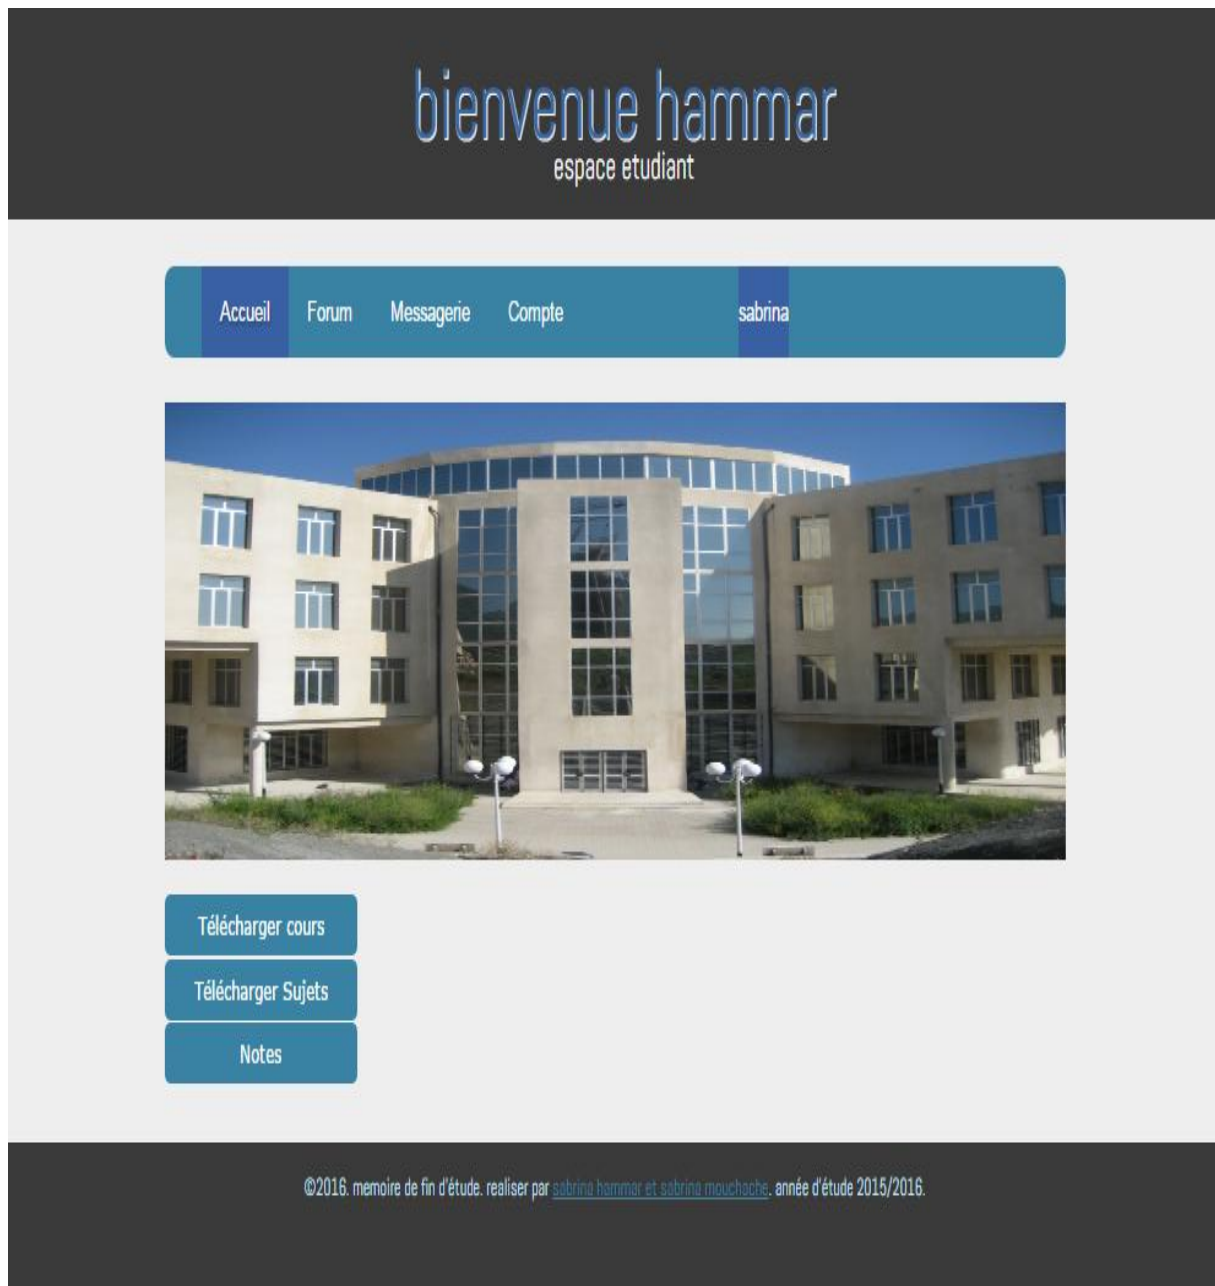 bienvenue hammar
espace etudiant
Accueil Forum Messagerie Compte sabrina
Télécharger cours
Télécharger Sujets
Notes
©2016. memoire de fin d'étude. realiser par sabrina hammar et sabrina mouchache. année d'étude 2015/2016.